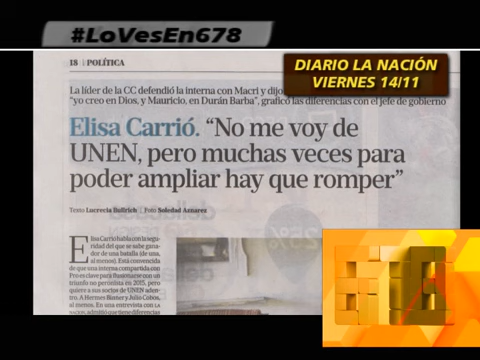 #LoVesEn678
18 | POLÍTICA
DIARIO LA NACIÓN
VIERNES 14/11
La líder de la CC defendió la interna con Macri y dijo
"yo creo en Dios, y Mauricio, en Durán Barba", graficó las diferencias con el jefe de gobierno
Elisa Carrió. "No me voy de
UNEN, pero muchas veces para
poder ampliar hay que romper"
Texto Lucrecia Bullrich | Foto Soledad Aznarez
Elisa Carrió habla con la segu-
ridad del que se sabe gana-
dor de una batalla (de una,
al menos). Está convencida
de que una interna compartida con
Pro es clave para ilusionarse con un
triunfo no peronista en 2015, pero
quiere a sus socios de UNEN aden-
tro. A Hermes Binner y Julio Cobos,
al menos. En una entrevista con LA
NACION, admitió que tiene diferencias
678